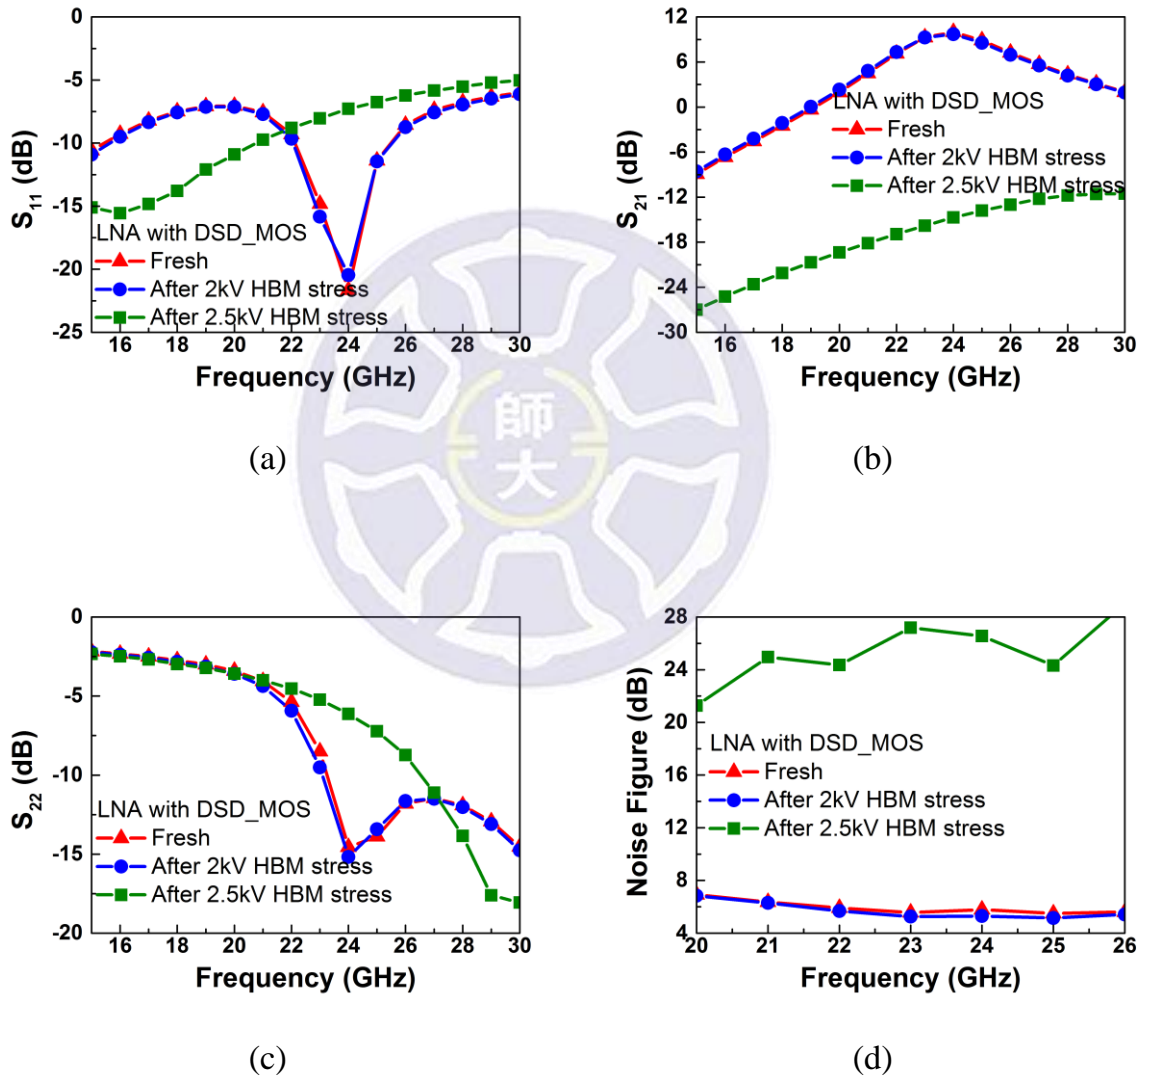 0
-5
-10
-15
-20
-25
S11 (dB)
LNA with DSD_MOS
Fresh
After 2kV HBM stress
After 2.5kV HBM stress
16 18 20 22 24 26 28 30
Frequency (GHz)
(a)
12
6
0
-6
-12
-18
-24
-30
S21 (dB)
LNA with DSD_MOS
Fresh
After 2kV HBM stress
After 2.5kV HBM stress
16 18 20 22 24 26 28 30
Frequency (GHz)
(b)
師
大
0
-5
-10
-15
-20
S22 (dB)
LNA with DSD_MOS
Fresh
After 2kV HBM stress
After 2.5kV HBM stress
16 18 20 22 24 26 28 30
Frequency (GHz)
(c)
28
24
20
16
12
8
4
Noise Figure (dB)
LNA with DSD_MOS
Fresh
After 2kV HBM stress
After 2.5kV HBM stress
20 21 22 23 24 25 26
Frequency (GHz)
(d)